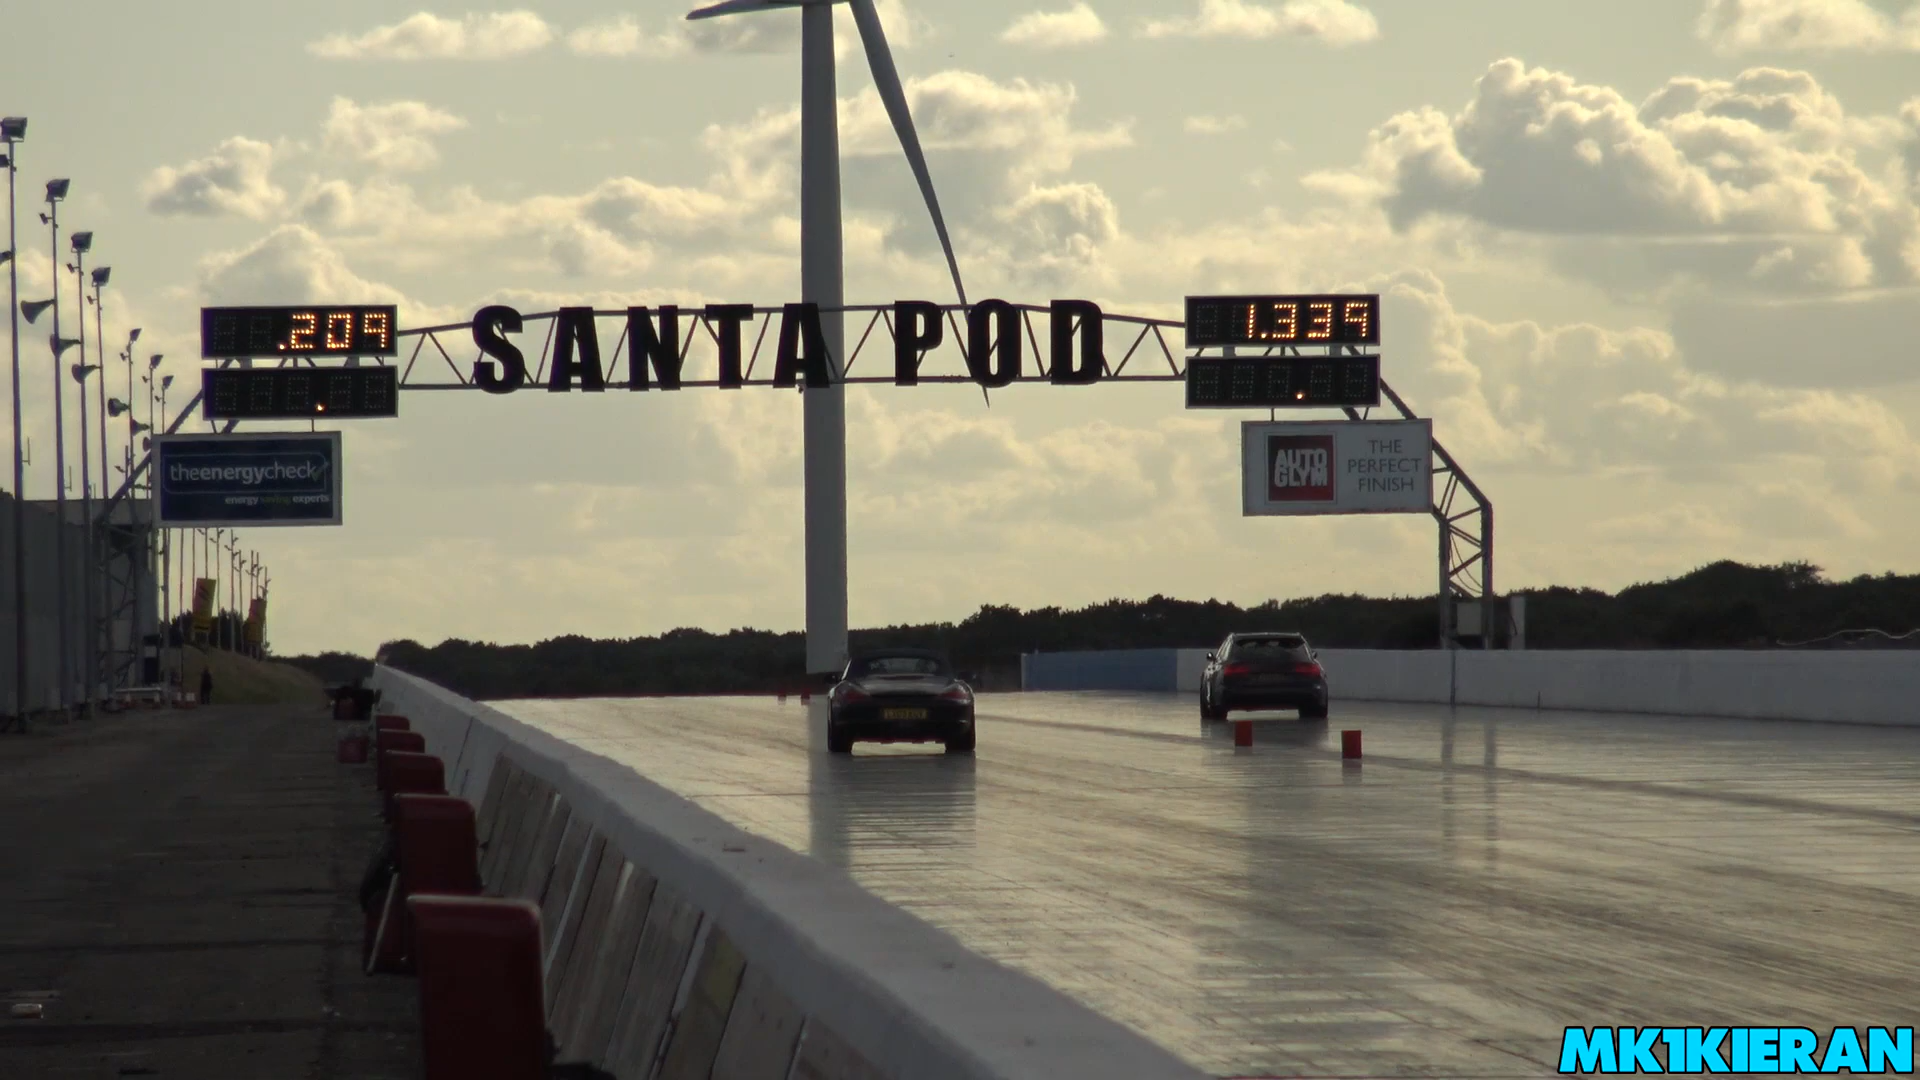 .209
SANTA POD
1.339
theenergycheck
energy saving experts
AUTO
GLYM
THE
PERFECT
FINISH
MK1KIERAN